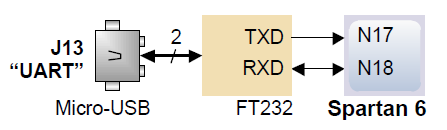 J13
“UART”
2
TXD
RXD
N17
N18
Micro-USB
FT232
Spartan 6